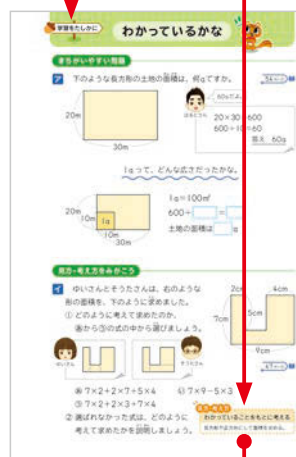 学習をたしかに
わかっているかな
まちがいやすい問題
ア 下のような長方形の土地の面積は、何aですか。
60aだよ。
はるとさん
20m
30m
20×30=600
600÷10=60
答え 60a
1aって、どんな広さだったかな。
20m
10m
1a
10m
30m
1a=100m²
600÷ =
土地の面積は a
見方・考え方をみがこう
イ ゆいさんとそうたさんは、右のような
形の面積を、下のように求めました。
① どのように考えて求めたのか、
あからうの式の中から選びましょう。
2cm
4cm
7cm
5cm
9cm
ゆいさん
そうたさん
あ 7×2+2×7+5×4
い 7×9-5×3
う 7×2+2×3+7×4
② 選ばれなかった式は、どのように
考えて求めたかを説明しましょう。
わかっていることをもとに考える